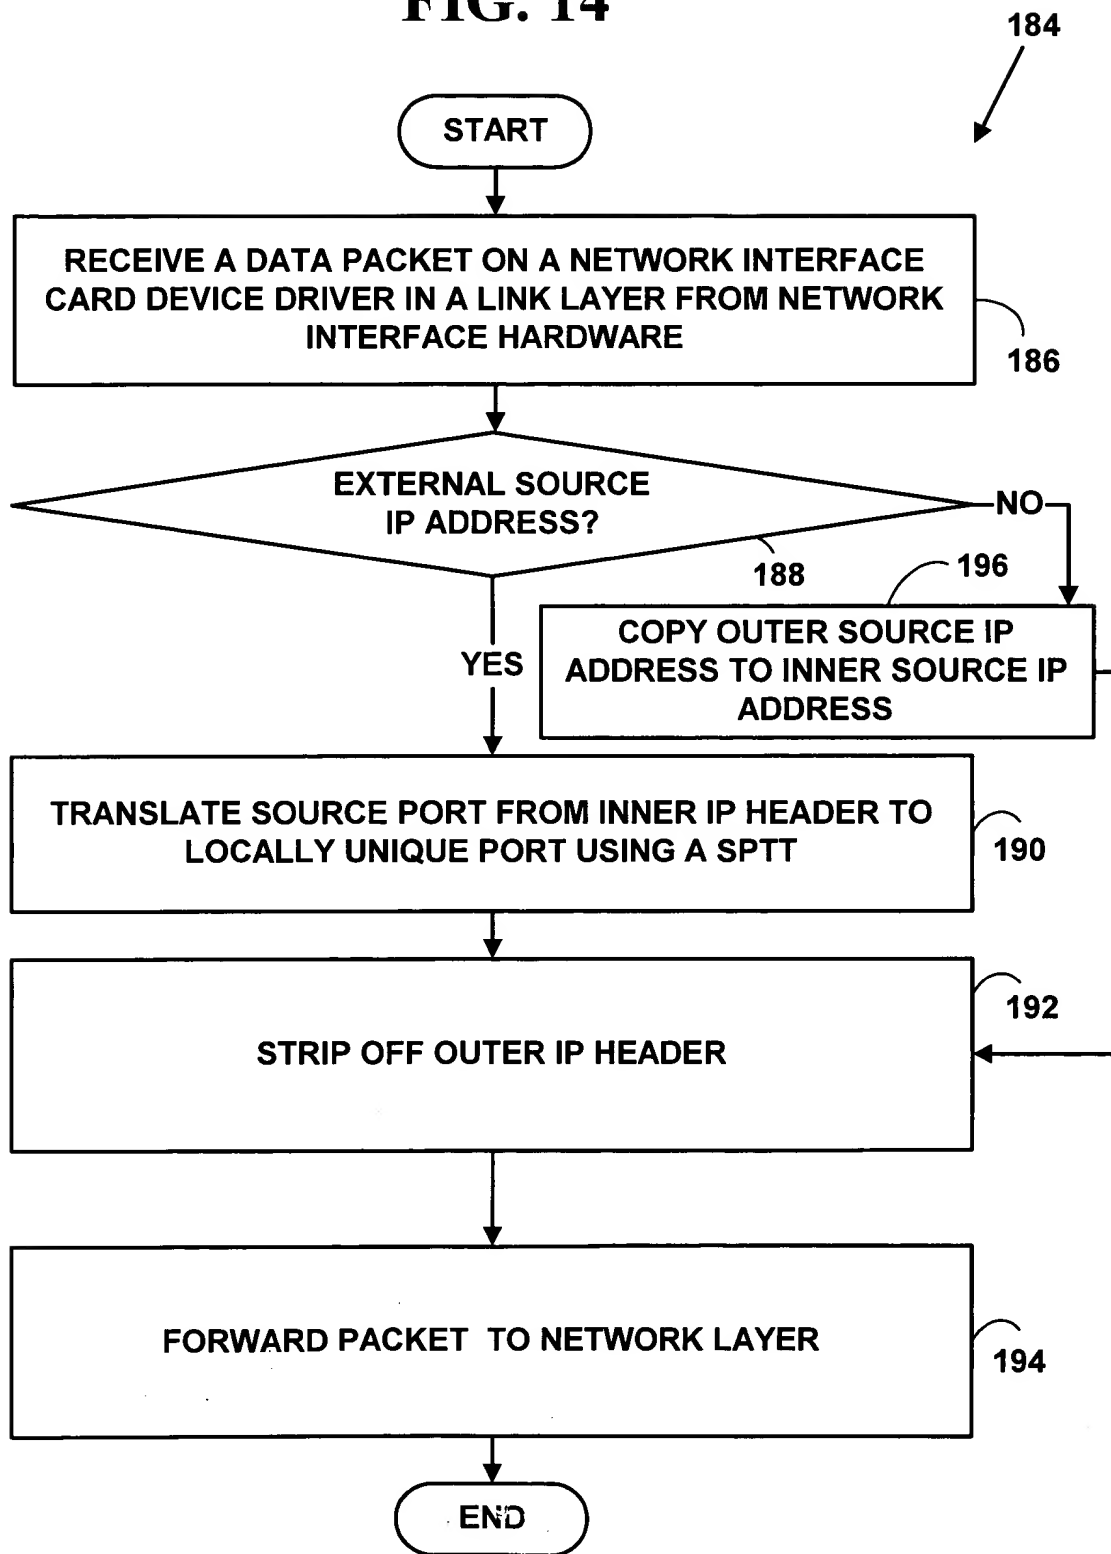 FIG. 14
184
START
RECEIVE A DATA PACKET ON A NETWORK INTERFACE
CARD DEVICE DRIVER IN A LINK LAYER FROM NETWORK
INTERFACE HARDWARE
186
EXTERNAL SOURCE
IP ADDRESS?
NO
188
196
COPY OUTER SOURCE IP
ADDRESS TO INNER SOURCE IP
ADDRESS
YES
TRANSLATE SOURCE PORT FROM INNER IP HEADER TO
LOCALLY UNIQUE PORT USING A SPTT
190
192
STRIP OFF OUTER IP HEADER
FORWARD PACKET TO NETWORK LAYER
194
END